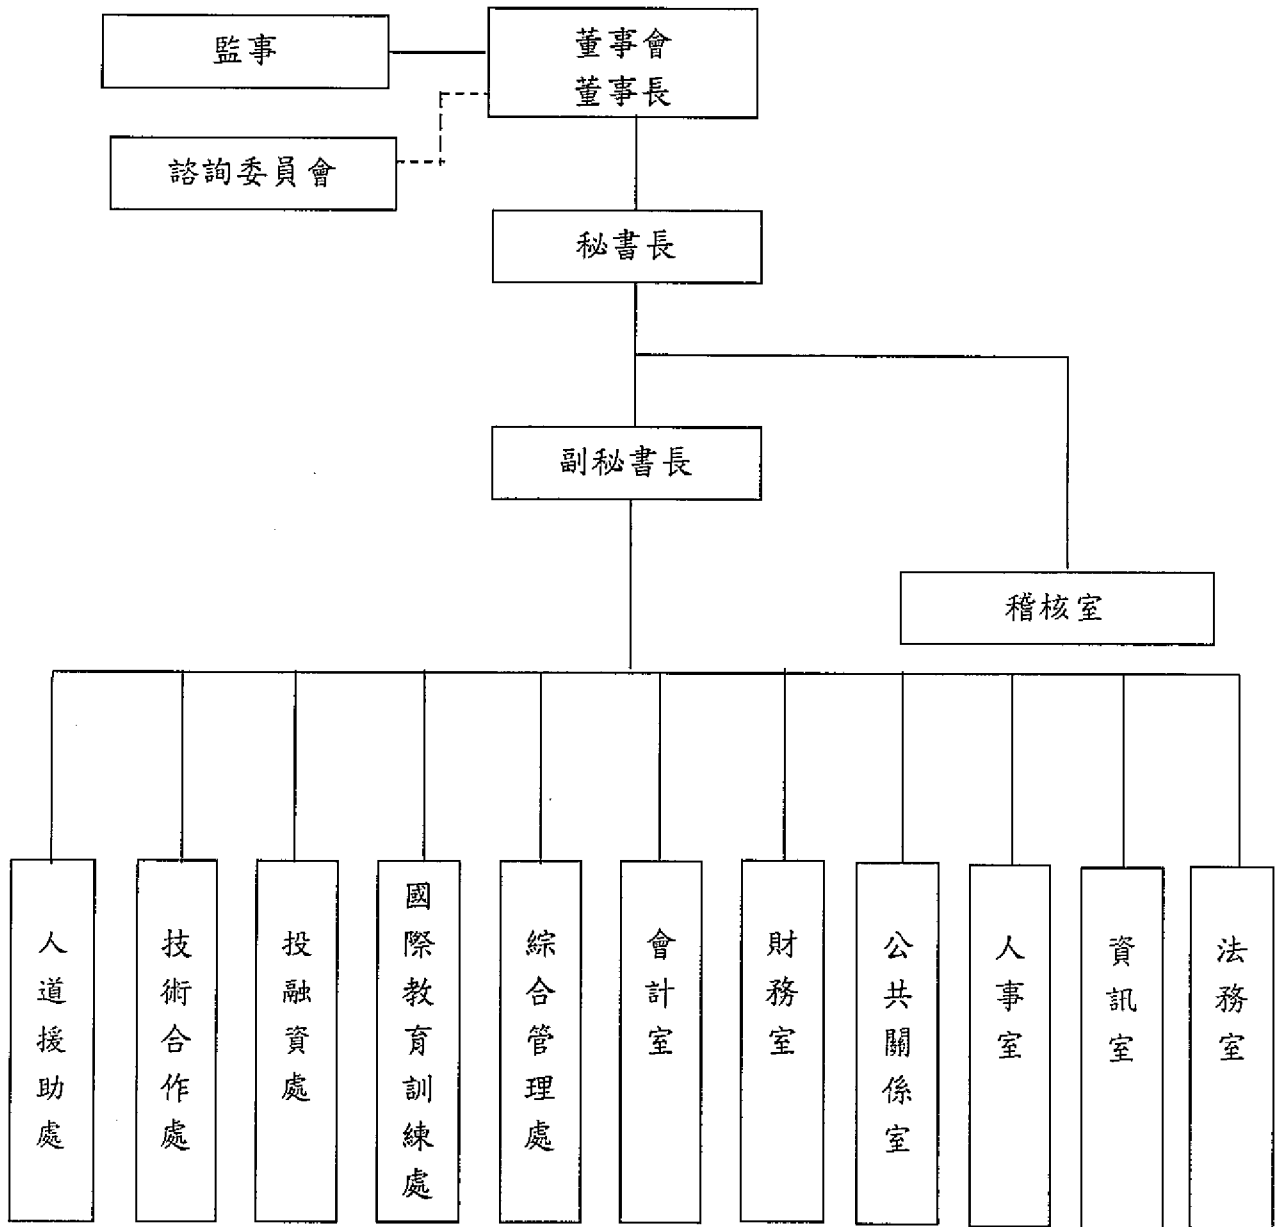 監事
董事會
董事長
諮詢委員會
秘書長
副秘書長
稽核室
人道援助處
技術合作處
投融資處
國際教育訓練處
綜合管理處
會計室
財務室
公共關係室
人事室
資訊室
法務室